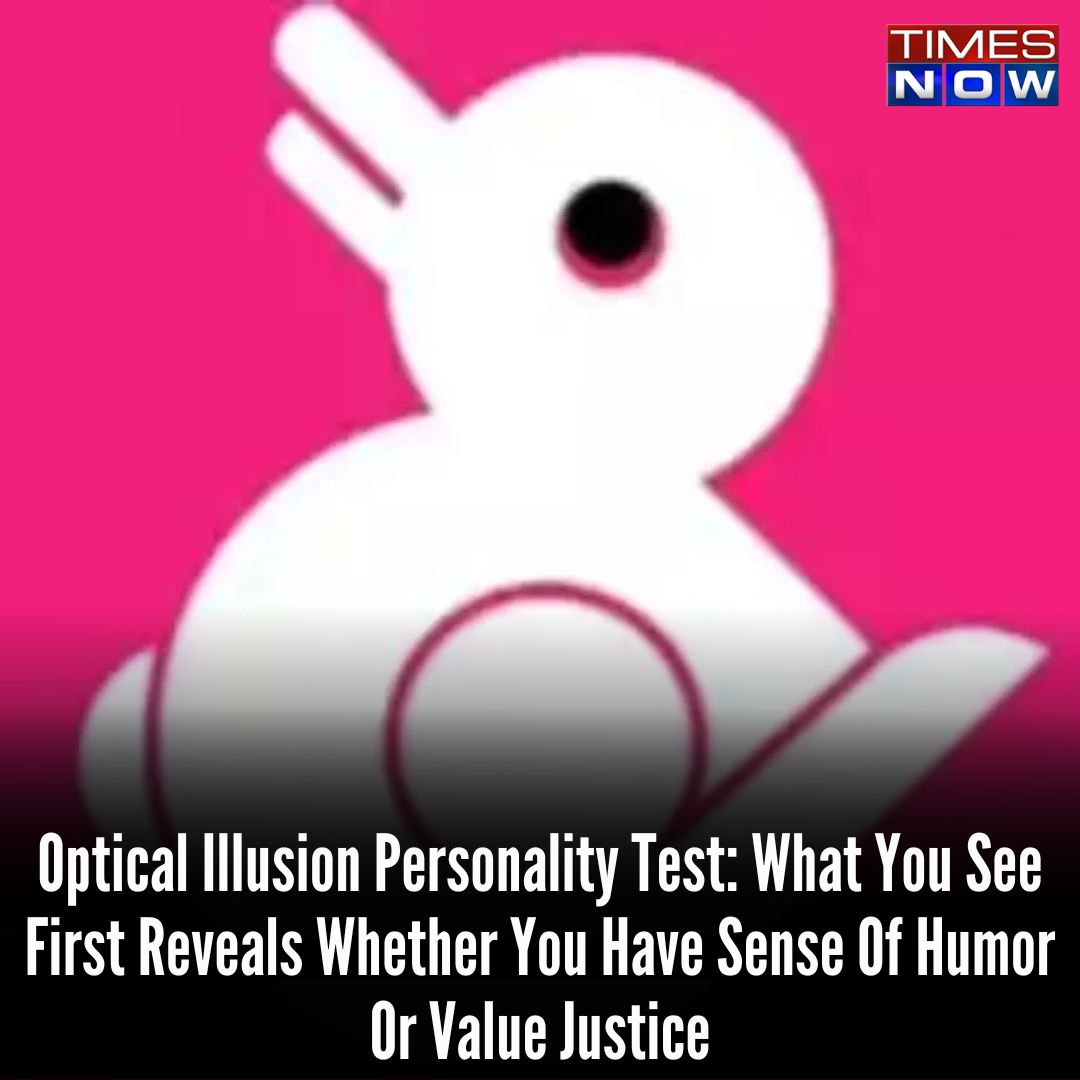 TIMES
NOW
Optical Illusion Personality Test: What You See
First Reveals Whether You Have Sense Of Humor
Or Value Justice